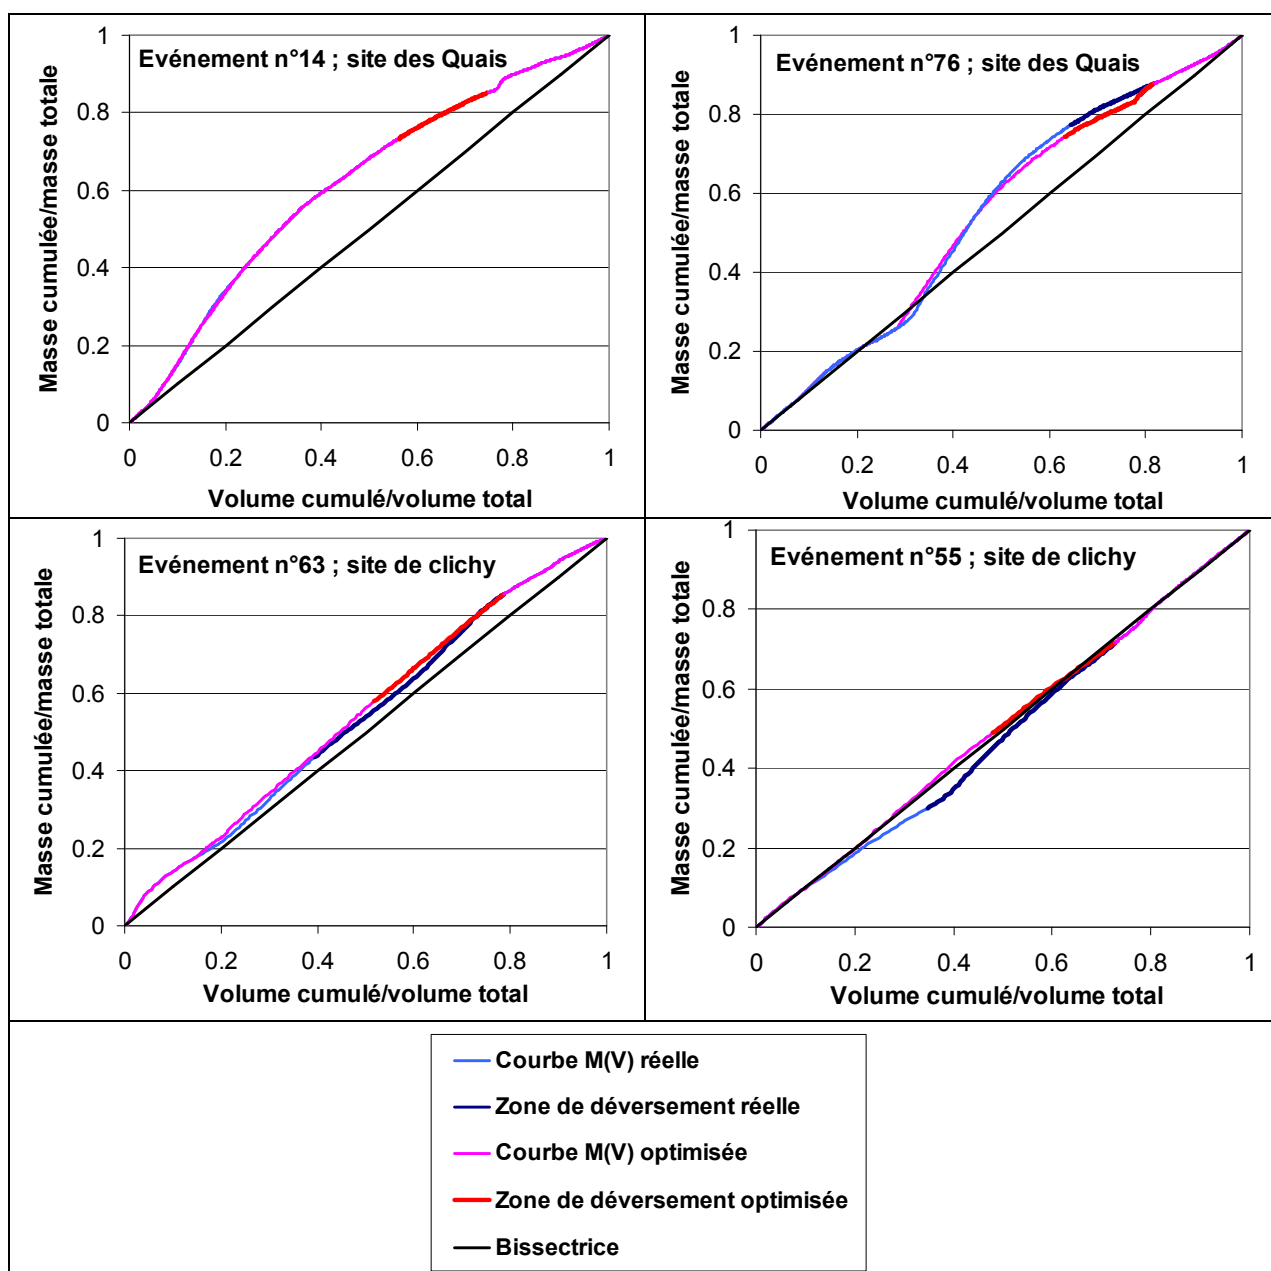 Evénement n°14 ; site des Quais
Masse cumulée/masse totale
1
0.8
0.6
0.4
0.2
0
0 0.2 0.4 0.6 0.8 1
Volume cumulé/volume total
Evénement n°76 ; site des Quais
Masse cumulée/masse totale
1
0.8
0.6
0.4
0.2
0
0 0.2 0.4 0.6 0.8 1
Volume cumulé/volume total
Evénement n°63 ; site de clichy
Masse cumulée/masse totale
1
0.8
0.6
0.4
0.2
0
0 0.2 0.4 0.6 0.8 1
Volume cumulé/volume total
Evénement n°55 ; site de clichy
Masse cumulée/masse totale
1
0.8
0.6
0.4
0.2
0
0 0.2 0.4 0.6 0.8 1
Volume cumulé/volume total
Courbe M(V) réelle
Zone de déversement réelle
Courbe M(V) optimisée
Zone de déversement optimisée
Bissectrice